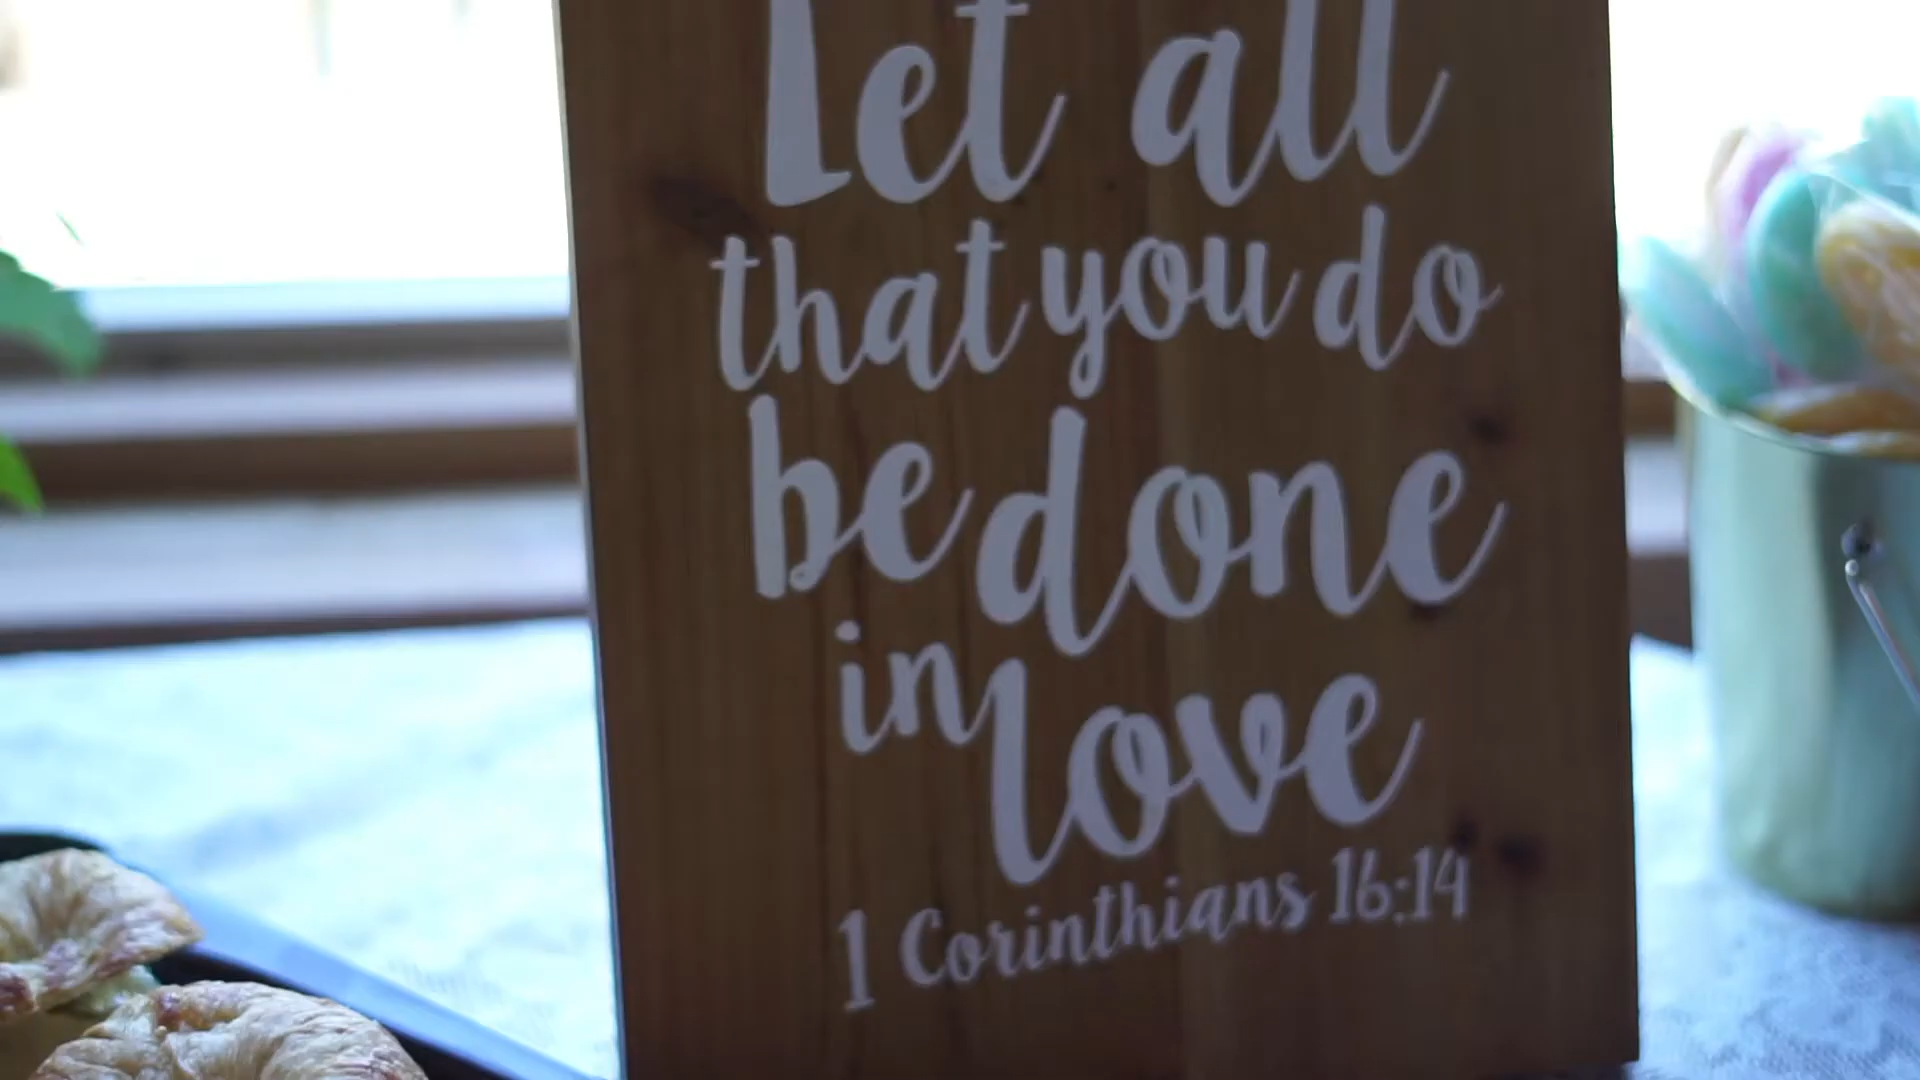 Let all
that you do
be done
in love
1 Corinthians 16:14